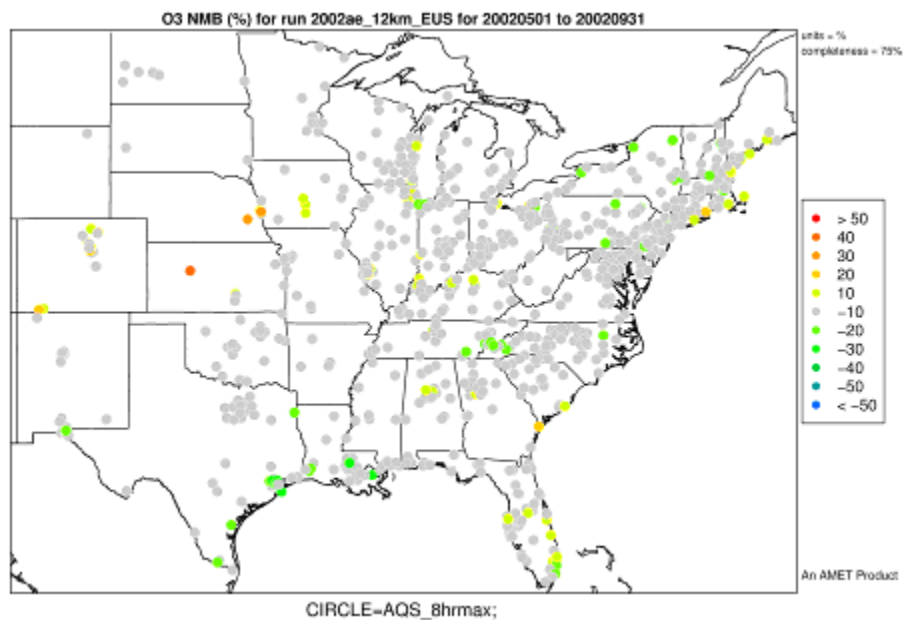 O3 NMB (%) for run 2002ae_12km_EUS for 20020501 to 20020931
units = %
completeness = 75%
> 50
40
30
20
10
−10
−20
−30
−40
−50
< −50
An AMET Product
CIRCLE=AQS_8hrmax;